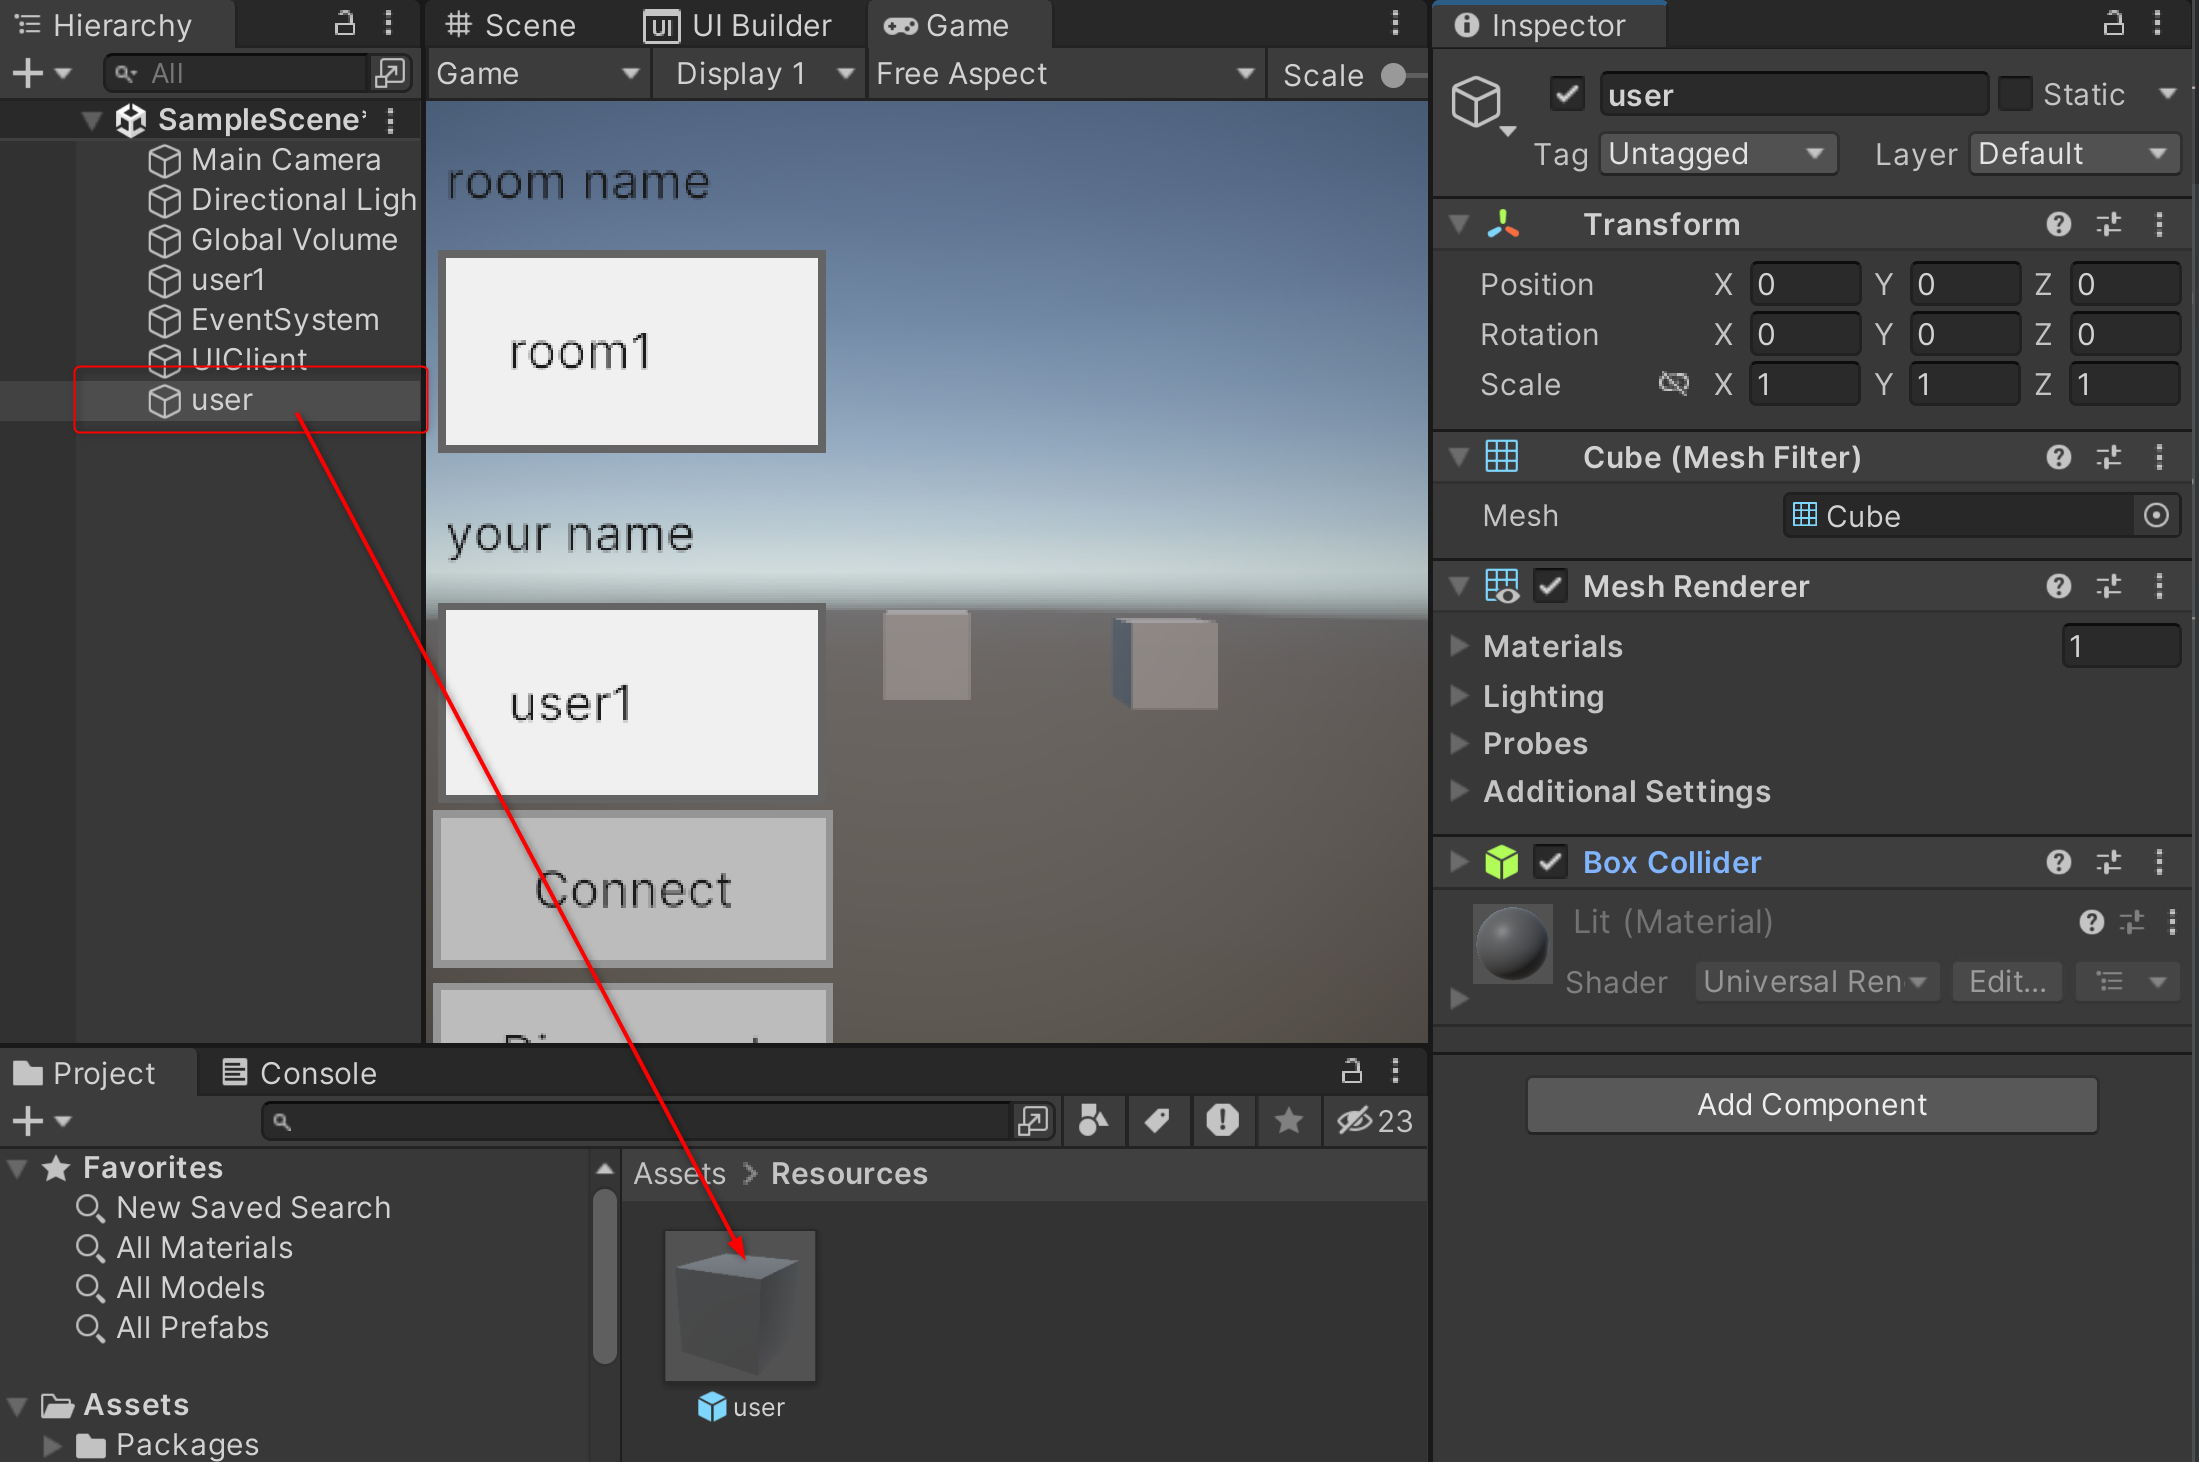 Hierarchy
All
SampleScene*
Main Camera
Directional Ligh
Global Volume
user1
EventSystem
UIClient
user
Scene
UI UI Builder
Game
Game
Display 1
Free Aspect
Scale
room name
room1
your name
user1
Connect
Inspector
user
Static
Tag Untagged
Layer Default
Transform
Position X 0 Y 0 Z 0
Rotation X 0 Y 0 Z 0
Scale X 1 Y 1 Z 1
Cube (Mesh Filter)
Mesh Cube
Mesh Renderer
Materials 1
Lighting
Probes
Additional Settings
Box Collider
Lit (Material)
Shader Universal Ren Edit...
Add Component
Project
Console
23
Favorites
New Saved Search
All Materials
All Models
All Prefabs
Assets
Packages
Assets > Resources
user